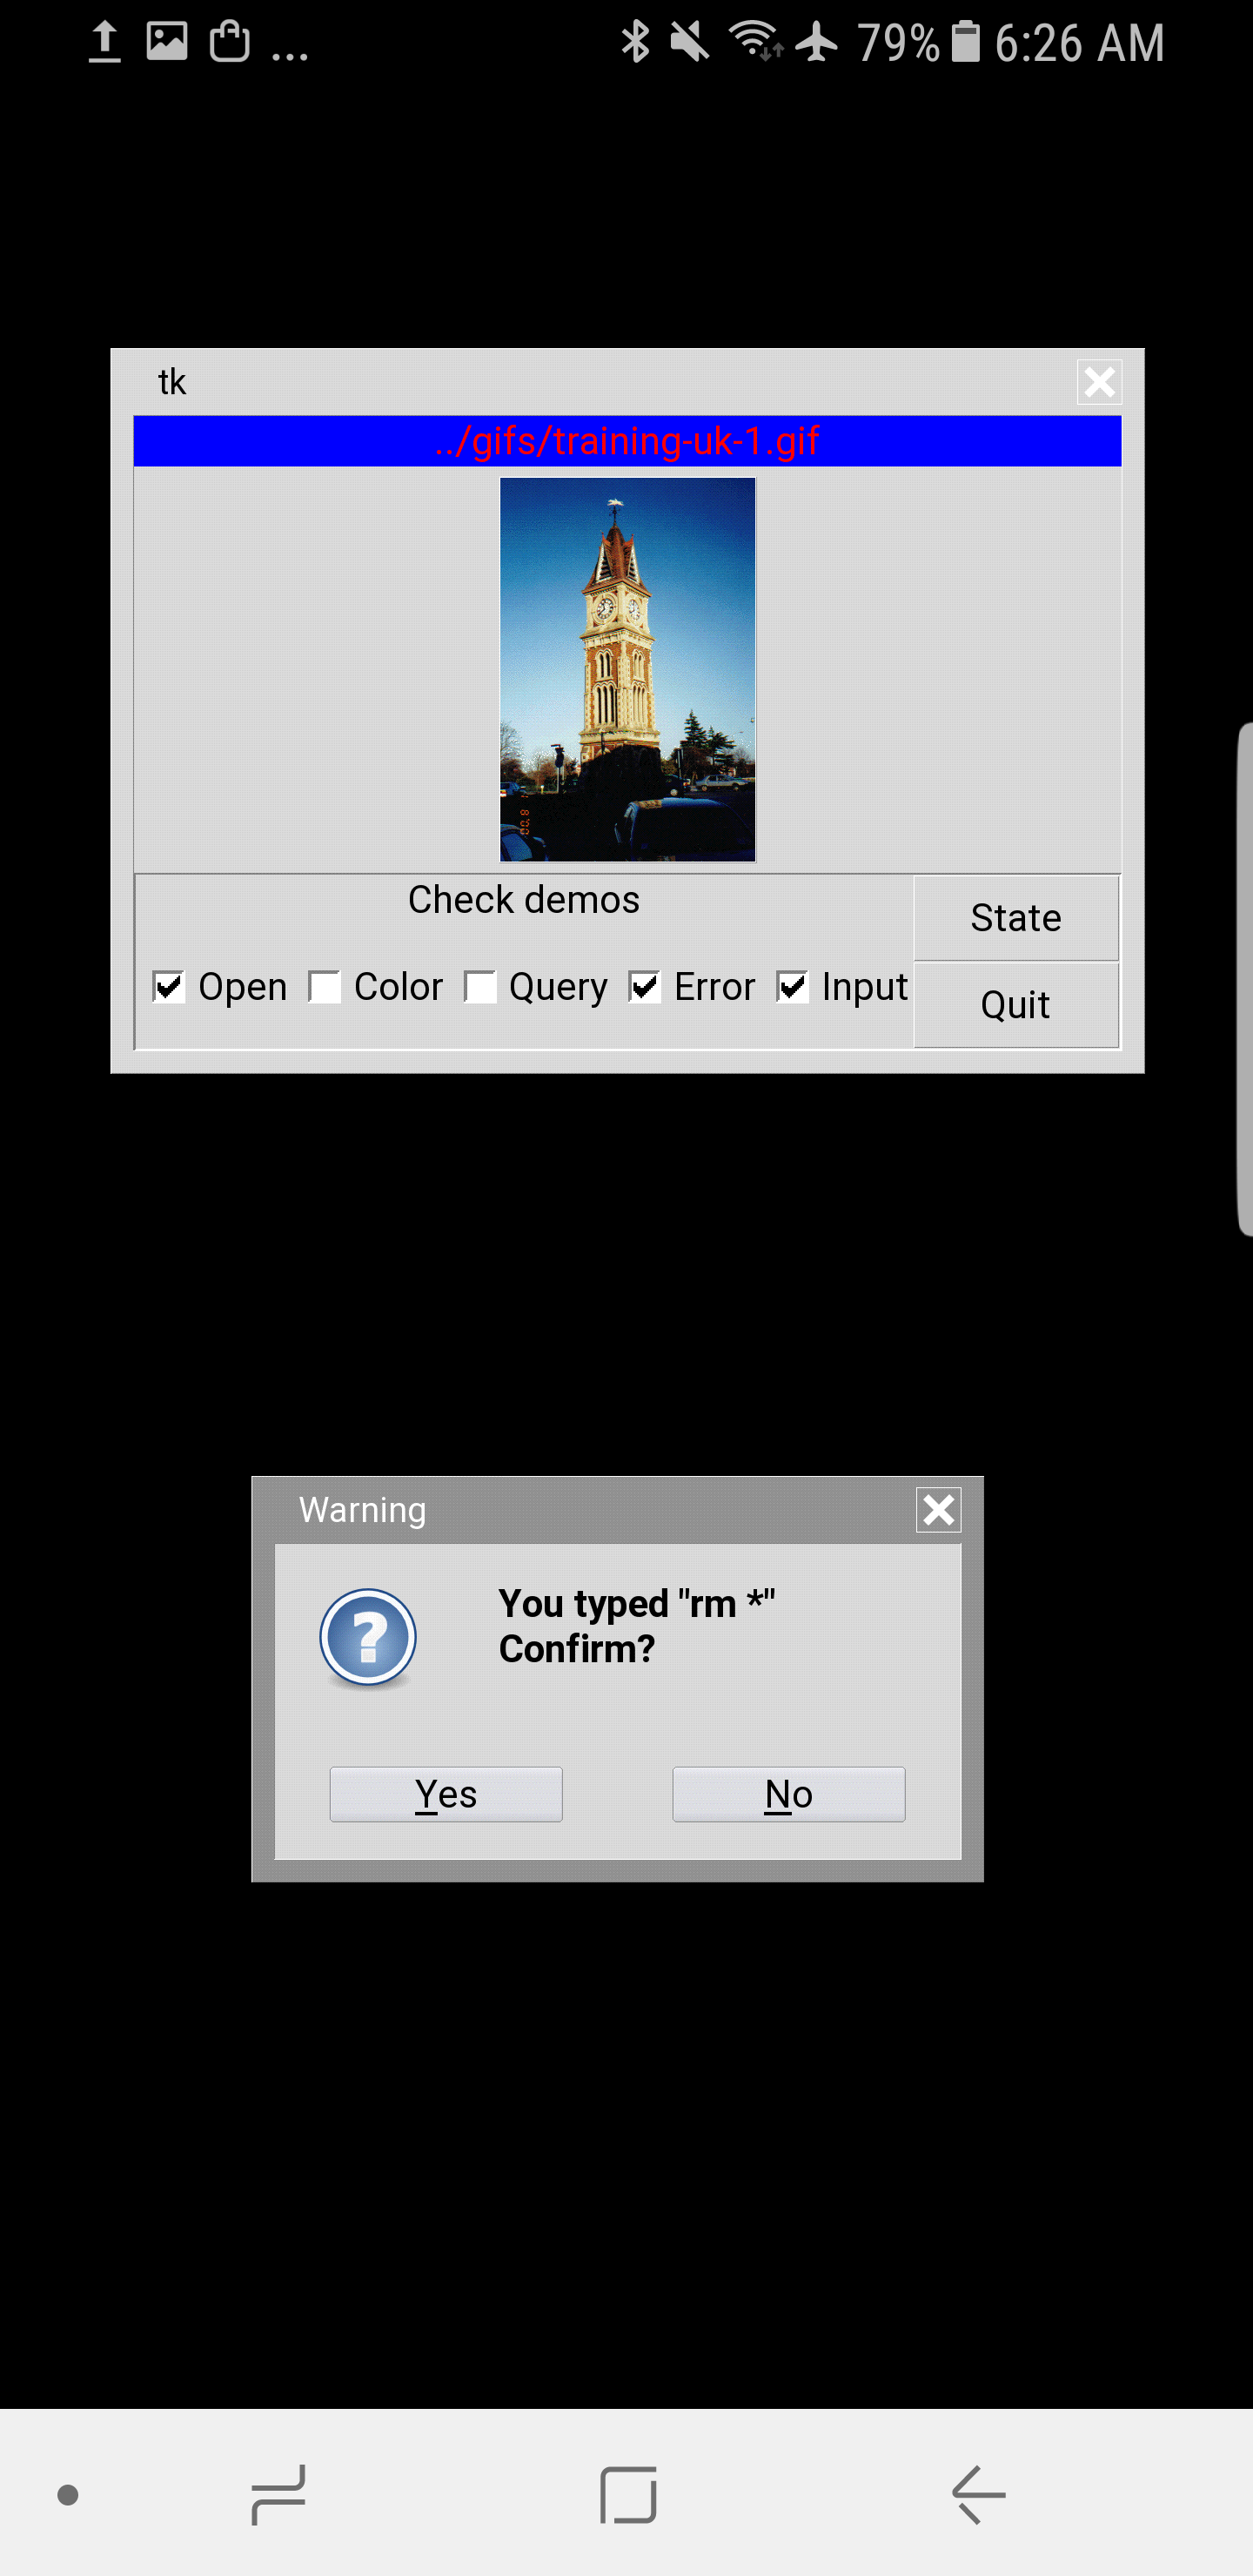 ... 79% 6:26 AM
tk
../gifs/training-uk-1.gif
Check demos
State
Open Color Query Error Input
Quit
Warning
You typed "rm *"
Confirm?
Yes No